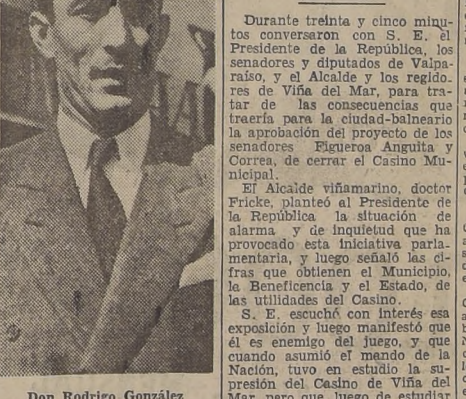 Durante treinta y cinco minu-
tos conversaron con S. E. el
Presidente de la República, los
senadores y diputados de Valpa-
raíso, y el Alcalde y los regido-
res de Viña del Mar, para tra-
tar de las consecuencias que
traería para la ciudad-balneario
la aprobación del proyecto de los
senadores Figueroa Anguita y
Correa, de cerrar el Casino Mu-
nicipal.
El Alcalde viñamarino, doctor
Fricke, planteó al Presidente de
la República la situación de
alarma y de inquietud que ha
provocado esta iniciativa parla-
mentaria, y luego señaló las ci-
fras que obtienen el Municipio,
la Beneficencia y el Estado, de
las utilidades del Casino.
S. E. escuchó con interés esa
exposición y luego manifestó que
él es enemigo del juego, y que
cuando asumió el mando de la
Nación, tuvo en estudio la su-
presión del Casino de Viña del
Mar, pero que luego de estudiar
Don Rodrigo González